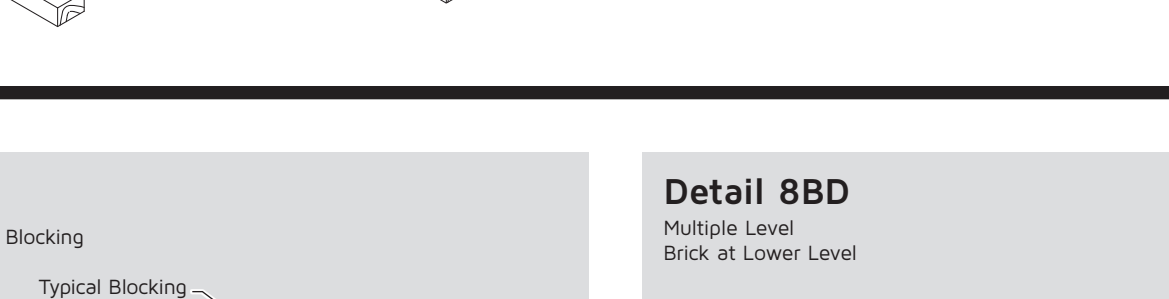 Blocking
Typical Blocking
Detail 8BD
Multiple Level
Brick at Lower Level